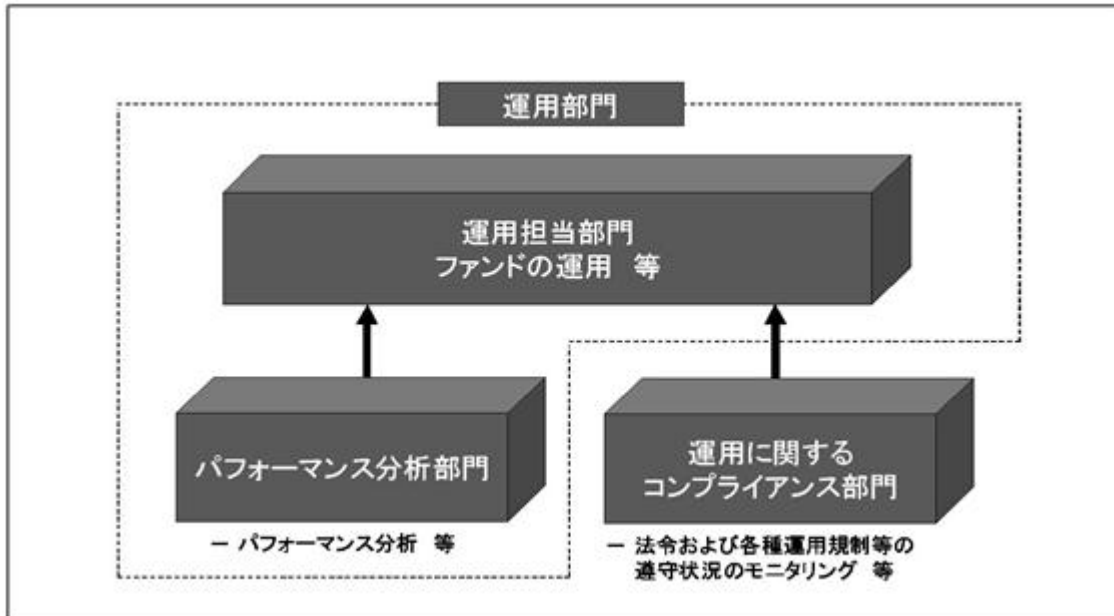 運用部門
運用担当部門
ファンドの運用 等
パフォーマンス分析部門
― パフォーマンス分析 等
運用に関する
コンプライアンス部門
― 法令および各種運用規制等の
遵守状況のモニタリング 等